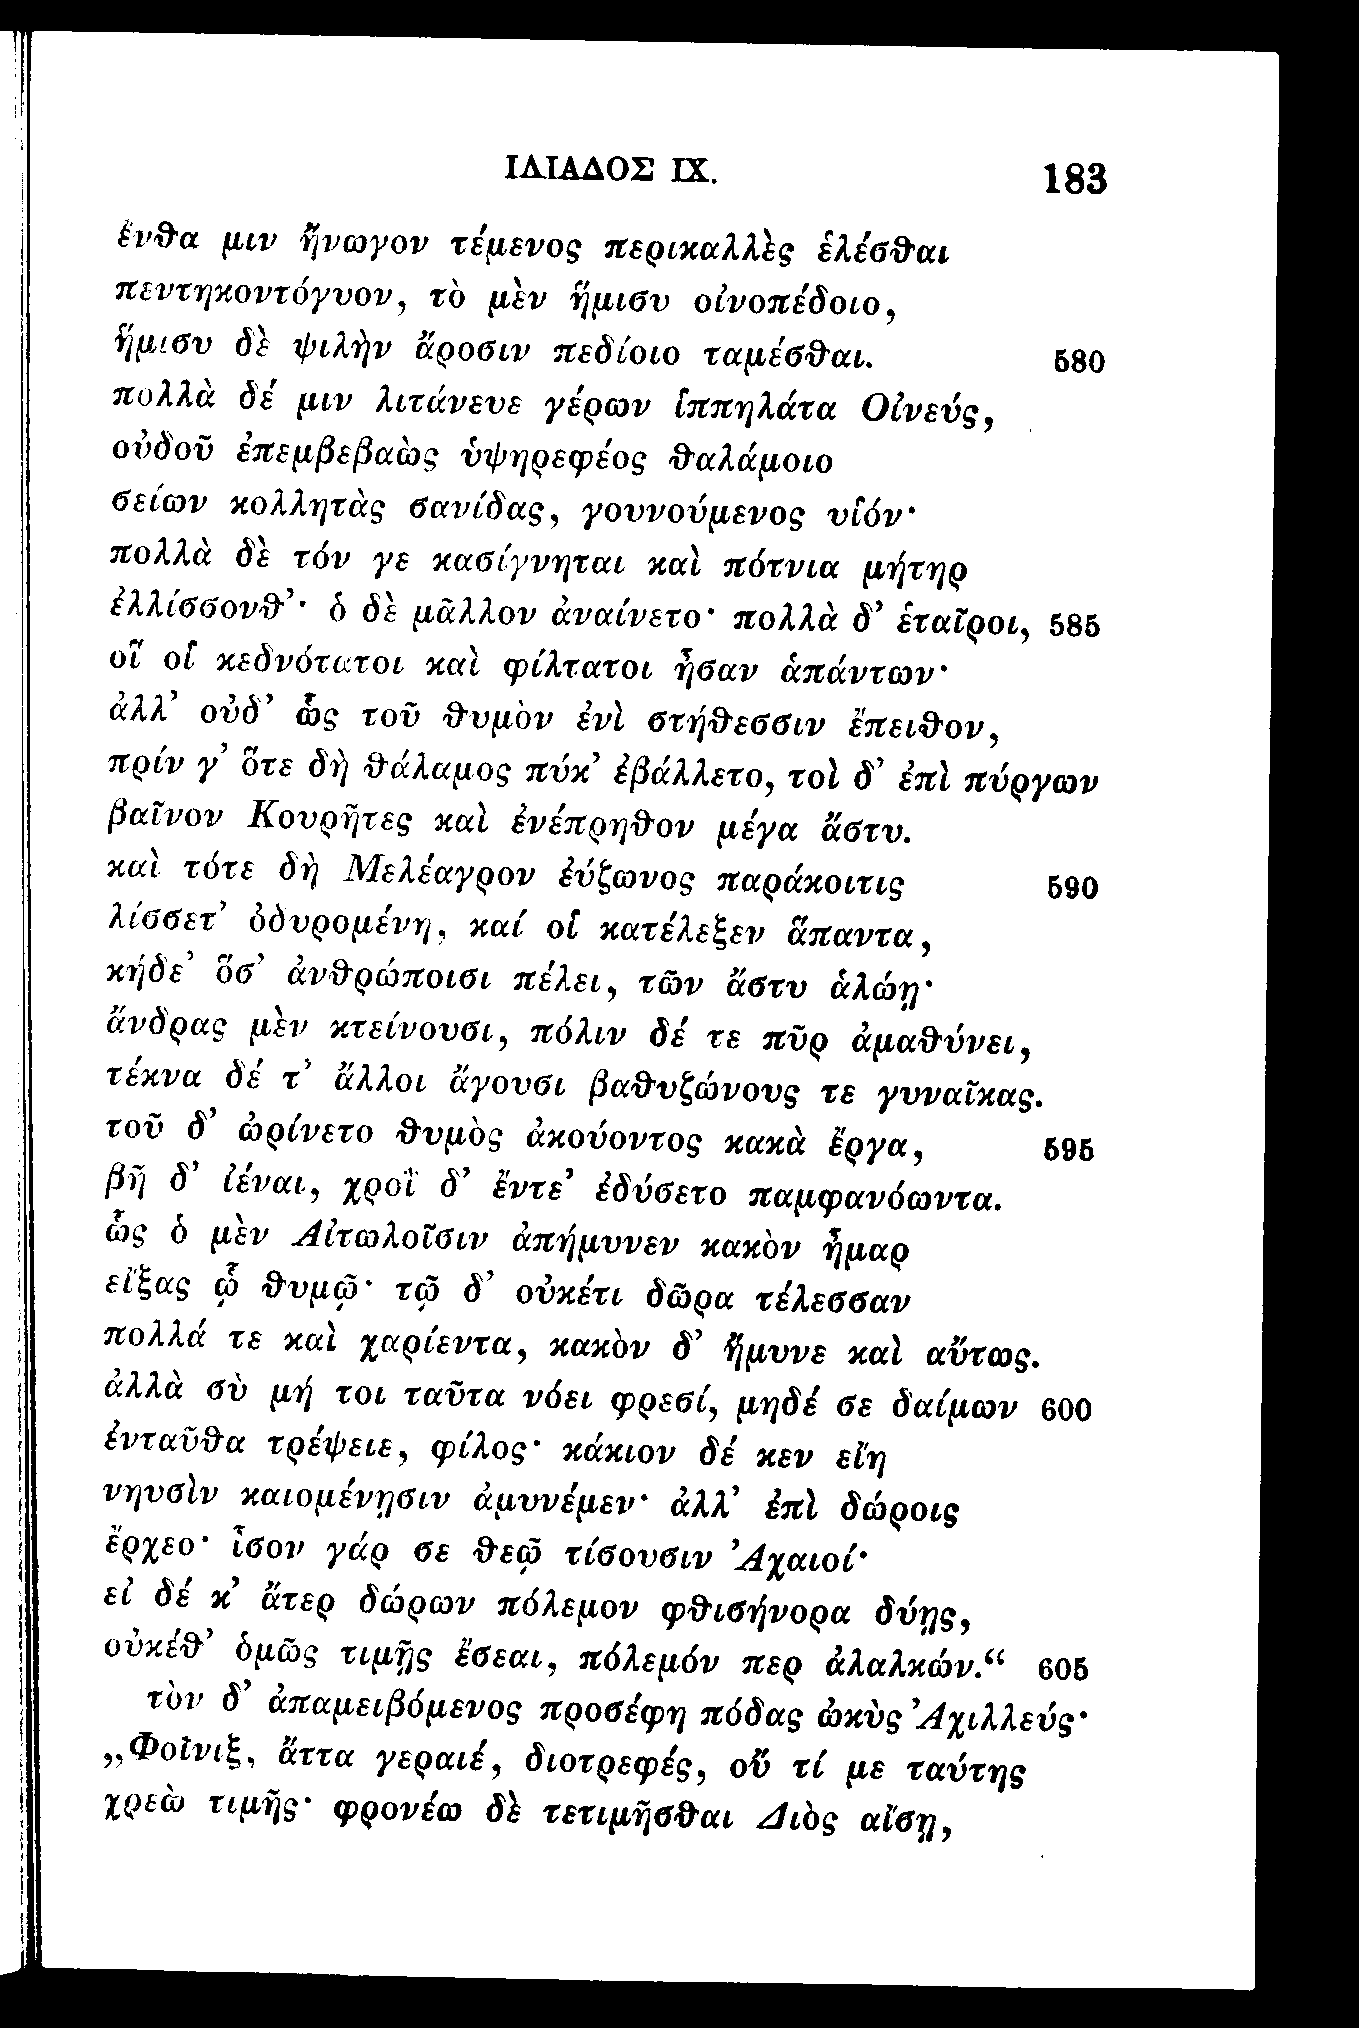 ΙΛΙΑΔΟΣ IX. 183
ἔνθα μιν ἤνωγον τέμενος περικαλλὲς ἑλέσθαι
πεντηκοντόγυον, τὸ μὲν ἥμισυ οἰνοπέδοιο,
ἥμισυ δὲ ψιλὴν ἄροσιν πεδίοιο ταμέσθαι. 580
πολλὰ δέ μιν λιτάνευε γέρων ἱππηλάτα Οἰνεύς,
οὐδοῦ ἐπεμβεβαὼς ὑψηρεφέος θαλάμοιο
σείων κολλητὰς σανίδας, γουνούμενος υἱόν·
πολλὰ δὲ τόν γε κασίγνηται καὶ πότνια μήτηρ
ἐλλίσσονθ’· ὁ δὲ μᾶλλον ἀναίνετο· πολλὰ δ’ ἑταῖροι, 585
οἵ οἱ κεδνότατοι καὶ φίλτατοι ἦσαν ἁπάντων·
ἀλλ’ οὐδ’ ὧς τοῦ θυμὸν ἐνὶ στήθεσσιν ἔπειθον,
πρίν γ’ ὅτε δὴ θάλαμος πύκ’ ἐβάλλετο, τοὶ δ’ ἐπὶ πύργων
βαῖνον Κουρῆτες καὶ ἐνέπρηθον μέγα ἄστυ.
καὶ τότε δὴ Μελέαγρον ἐύζωνος παράκοιτις 590
λίσσετ’ ὀδυρομένη, καί οἱ κατέλεξεν ἅπαντα,
κήδε’ ὅσ’ ἀνθρώποισι πέλει, τῶν ἄστυ ἁλώῃ·
ἄνδρας μὲν κτείνουσι, πόλιν δέ τε πῦρ ἀμαθύνει,
τέκνα δέ τ’ ἄλλοι ἄγουσι βαθυζώνους τε γυναῖκας.
τοῦ δ’ ὠρίνετο θυμὸς ἀκούοντος κακὰ ἔργα, 595
βῆ δ’ ἰέναι, χροῒ δ’ ἔντε’ ἐδύσετο παμφανόωντα.
ὧς ὁ μὲν Αἰτωλοῖσιν ἀπήμυνεν κακὸν ἦμαρ
εἴξας ᾧ θυμῷ· τῷ δ’ οὐκέτι δῶρα τέλεσσαν
πολλά τε καὶ χαρίεντα, κακὸν δ’ ἤμυνε καὶ αὔτως.
ἀλλὰ σὺ μή τοι ταῦτα νόει φρεσί, μηδέ σε δαίμων 600
ἐνταῦθα τρέψειε, φίλος· κάκιον δέ κεν εἴη
νηυσὶν καιομένῃσιν ἀμυνέμεν· ἀλλ’ ἐπὶ δώροις
ἔρχεο· ἶσον γάρ σε θεῷ τίσουσιν Ἀχαιοί·
εἰ δέ κ’ ἄτερ δώρων πόλεμον φθισήνορα δύῃς,
οὐκέθ’ ὁμῶς τιμῆς ἔσεαι, πόλεμόν περ ἀλαλκών.“ 605
τὸν δ’ ἀπαμειβόμενος προσέφη πόδας ὠκὺς Ἀχιλλεύς·
„Φοῖνιξ, ἄττα γεραιέ, διοτρεφές, οὔ τί με ταύτης
χρεὼ τιμῆς· φρονέω δὲ τετιμῆσθαι Διὸς αἴσῃ,